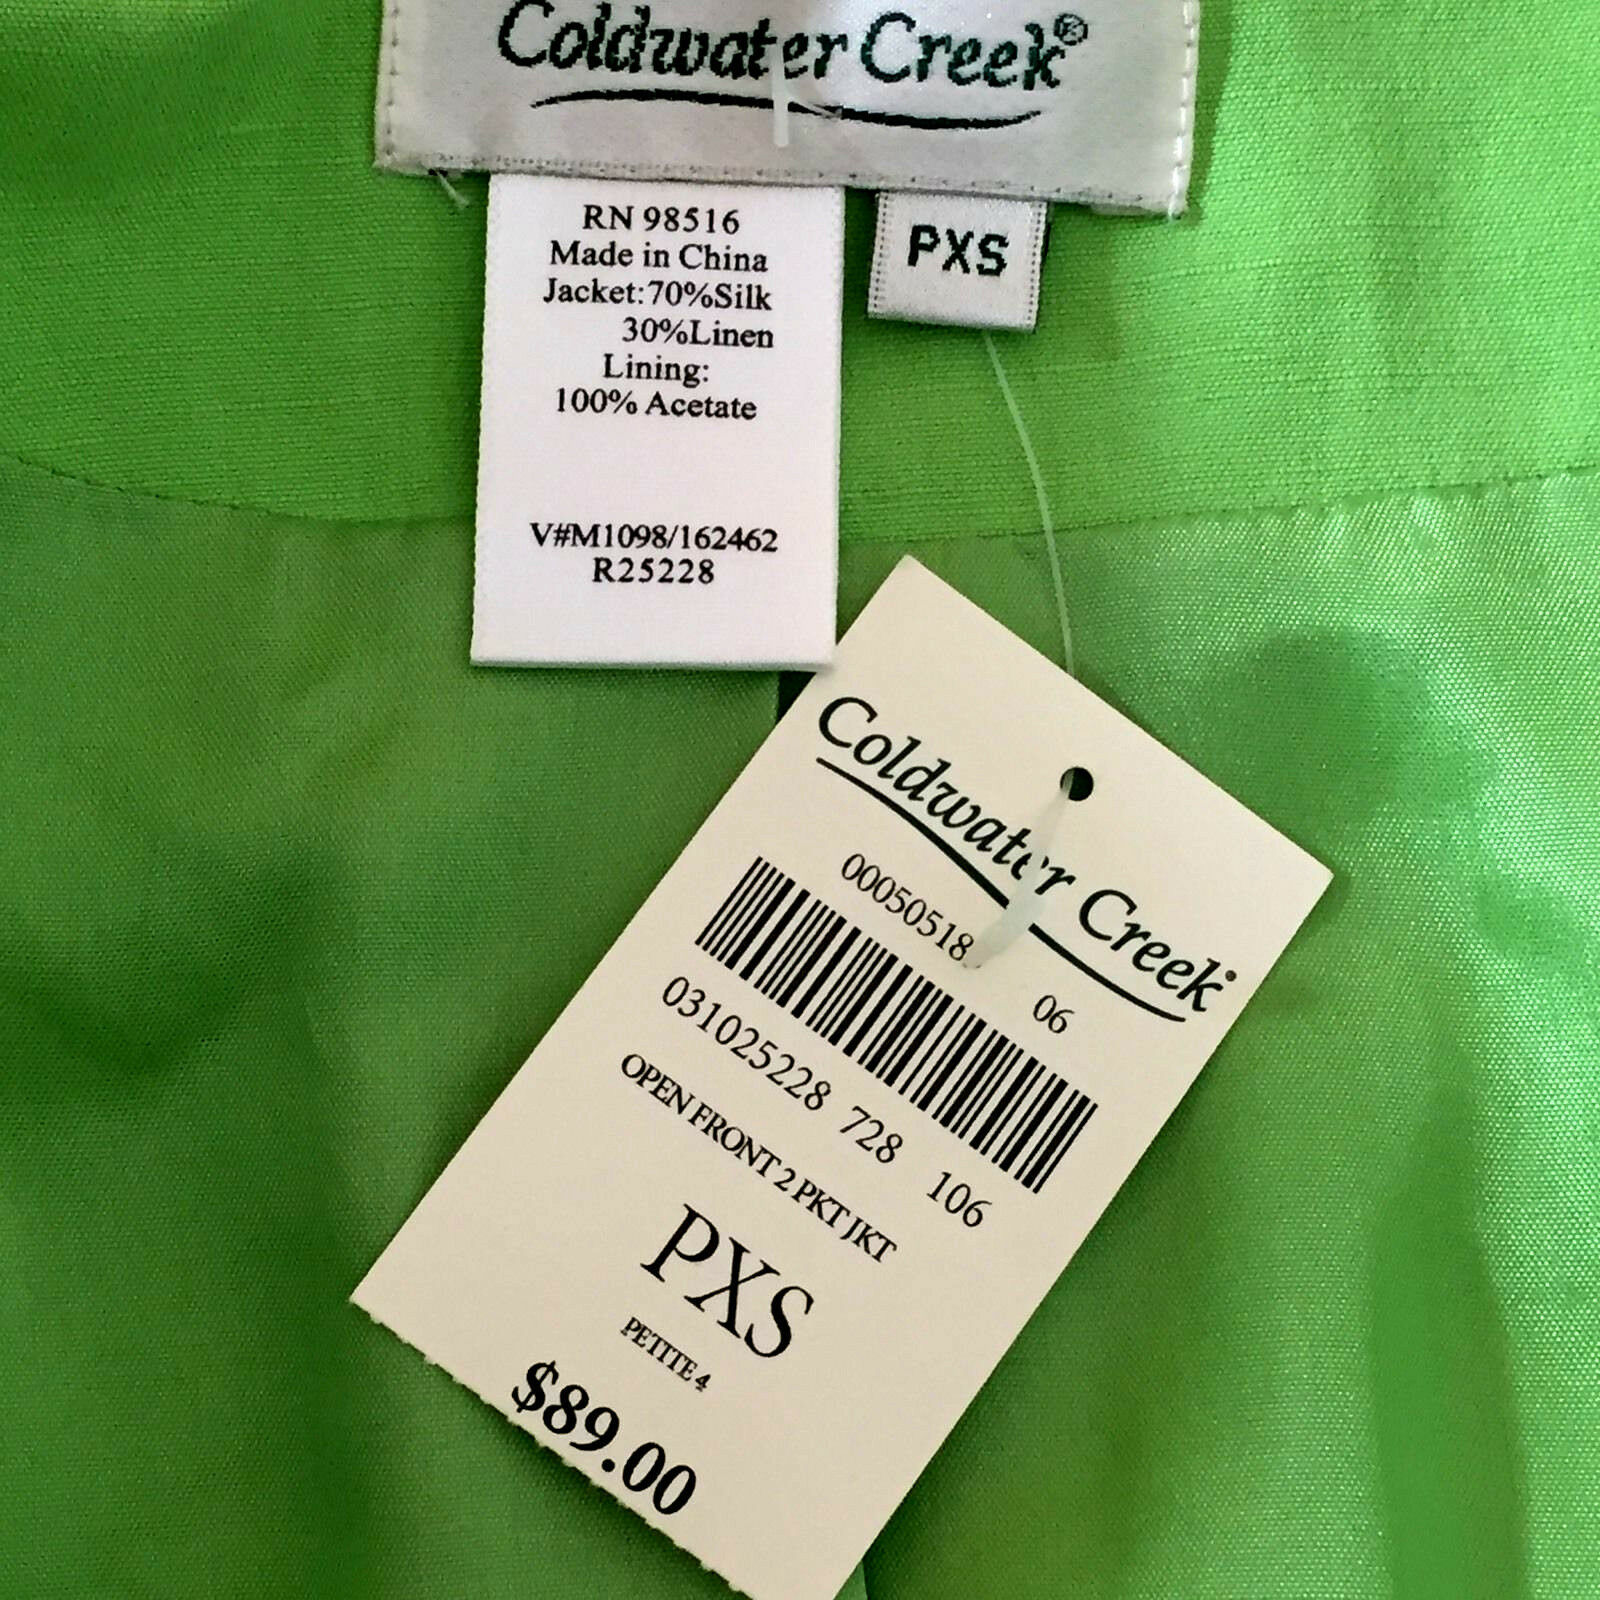 Coldwater Creek®
RN 98516
Made in China
Jacket:70%Silk
30%Linen
Lining:
100% Acetate
V#M1098/162462
R25228
PXS
Coldwater Creek
00050518 06
031025228 728 106
OPEN FRONT 2 PKT JKT
PXS
PETITE 4
$89.00